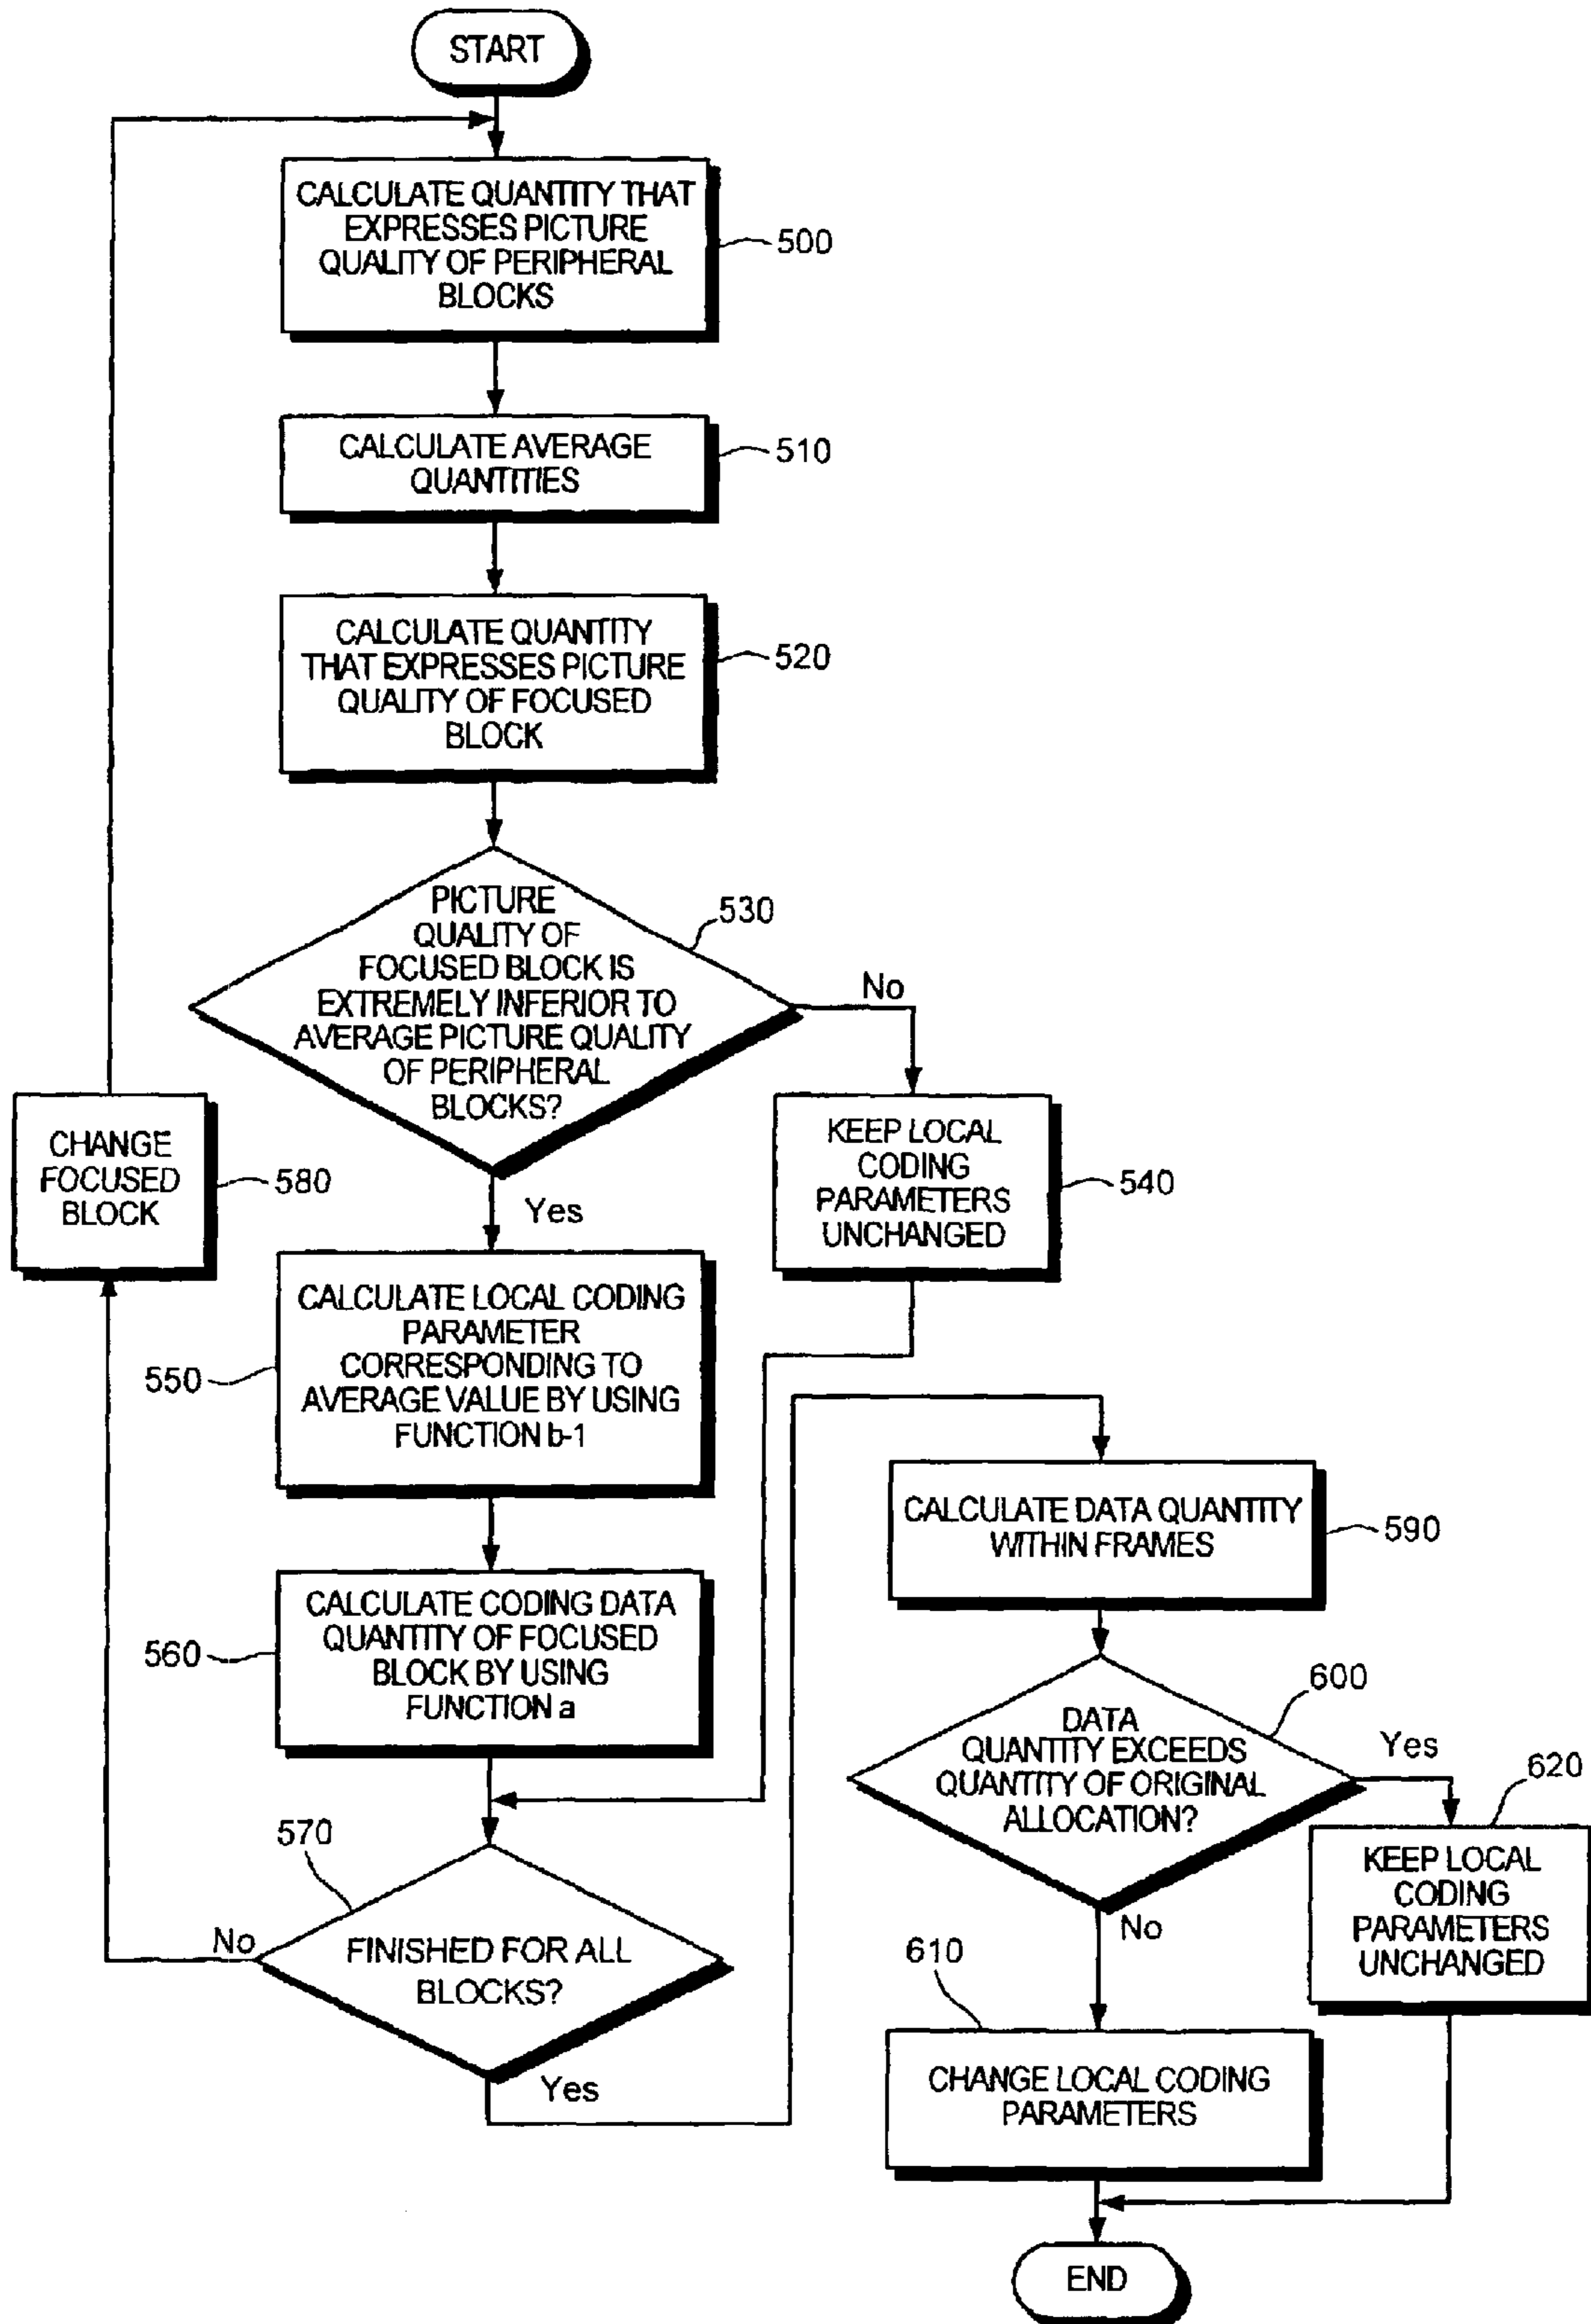 START
CALCULATE QUANTITY THAT
EXPRESSES PICTURE
QUALITY OF PERIPHERAL
BLOCKS
500
CALCULATE AVERAGE
QUANTITIES
510
CALCULATE QUANTITY
THAT EXPRESSES PICTURE
QUALITY OF FOCUSED
BLOCK
520
PICTURE
QUALITY OF
FOCUSED BLOCK IS
EXTREMELY INFERIOR TO
AVERAGE PICTURE QUALITY
OF PERIPHERAL
BLOCKS?
530
No
KEEP LOCAL
CODING
PARAMETERS
UNCHANGED
540
CHANGE
FOCUSED
BLOCK
580
Yes
CALCULATE LOCAL CODING
PARAMETER
CORRESPONDING TO
AVERAGE VALUE BY USING
FUNCTION b-1
550
CALCULATE CODING DATA
QUANTITY OF FOCUSED
BLOCK BY USING
FUNCTION a
560
570
FINISHED FOR ALL
BLOCKS?
No
Yes
CALCULATE DATA QUANTITY
WITHIN FRAMES
590
DATA
QUANTITY EXCEEDS
QUANTITY OF ORIGINAL
ALLOCATION?
600
Yes
620
KEEP LOCAL
CODING
PARAMETERS
UNCHANGED
No
610
CHANGE LOCAL CODING
PARAMETERS
END